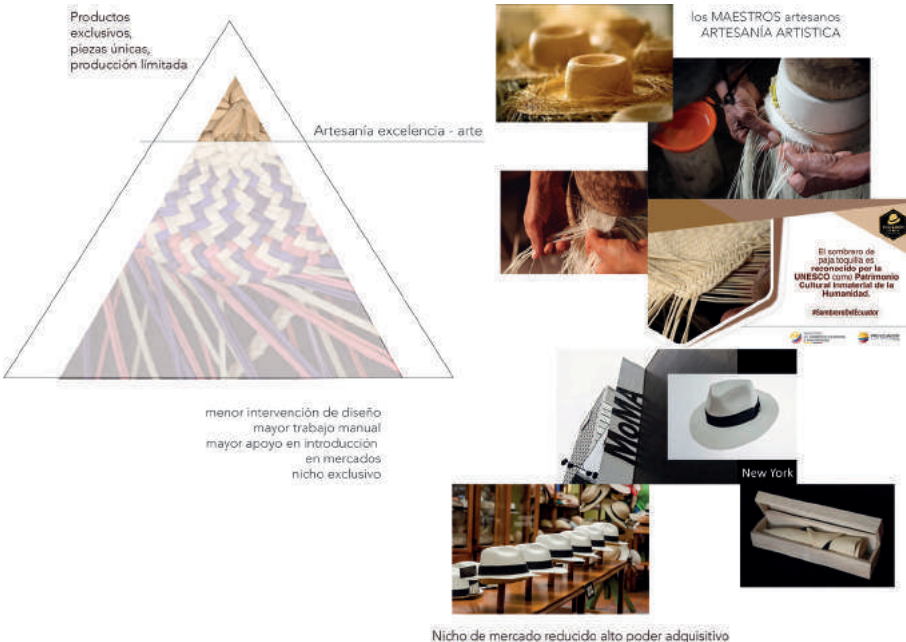 Productos
exclusivos,
piezas únicas,
producción límitada
Artesanía excelencia - arte
menor intervención de diseño
mayor trabajo manual
mayor apoyo en introducción
en mercados
nicho exclusivo
los MAESTROS artesanos
ARTESANÍA ARTISTICA
El sombrero de
paja toquilla es
reconocido por la
UNESCO como Patrimonio
Cultural Inmaterial de la
Humanidad.
#SombreroDelEcuador
MoMA
New York
Nicho de mercado reducido alto poder adquisitivo